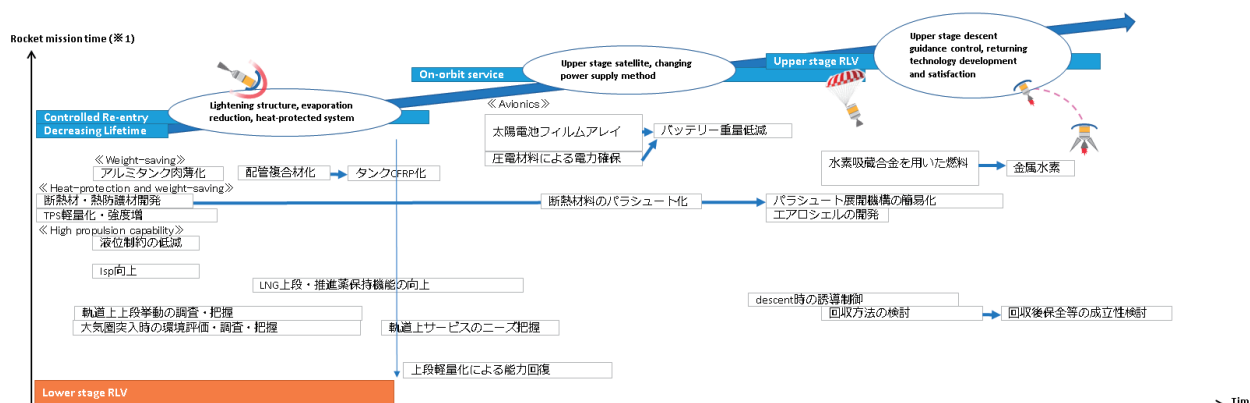 Rocket mission time (※1)
Upper stage descent
guidance control, returning
technology development
and satisfaction
Upper stage satellite, changing
power supply method
Upper stage RLV
On-orbit service
Lightening structure, evaporation
reduction, heat-protected system
Controlled Re-entry
Decreasing Lifetime
≪Avionics≫
太陽電池フィルムアレイ
バッテリー重量低減
圧電材料による電力確保
≪Weight-saving≫
アルミタンク肉薄化
配管複合材化
タンクCFRP化
水素吸蔵合金を用いた燃料
金属水素
≪Heat-protection and weight-saving≫
断熱材・熱防護材開発
断熱材料のパラシュート化
パラシュート展開機構の簡易化
TPS軽量化・強度増
エアロシェルの開発
≪High propulsion capability≫
液位制約の低減
Isp向上
LNG上段・推進薬保持機能の向上
descent時の誘導制御
軌道上上段挙動の調査・把握
回収方法の検討
回収後保全等の成立性検討
大気圏突入時の環境評価・調査・把握
軌道上サービスのニーズ把握
上段軽量化による能力回復
Lower stage RLV